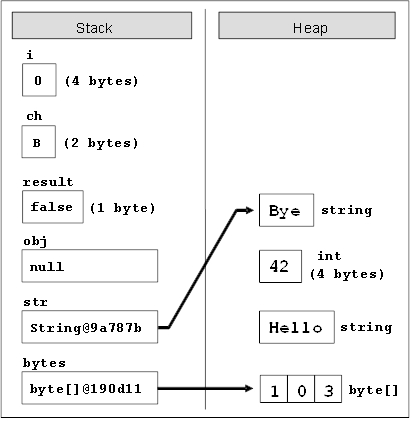 Stack
Heap
i
0 (4 bytes)
ch
B (2 bytes)
result
false (1 byte)
obj
null
str
String@9a787b
bytes
byte[]@190d11
Bye string
42 int
(4 bytes)
Hello string
1 0 3 byte[]